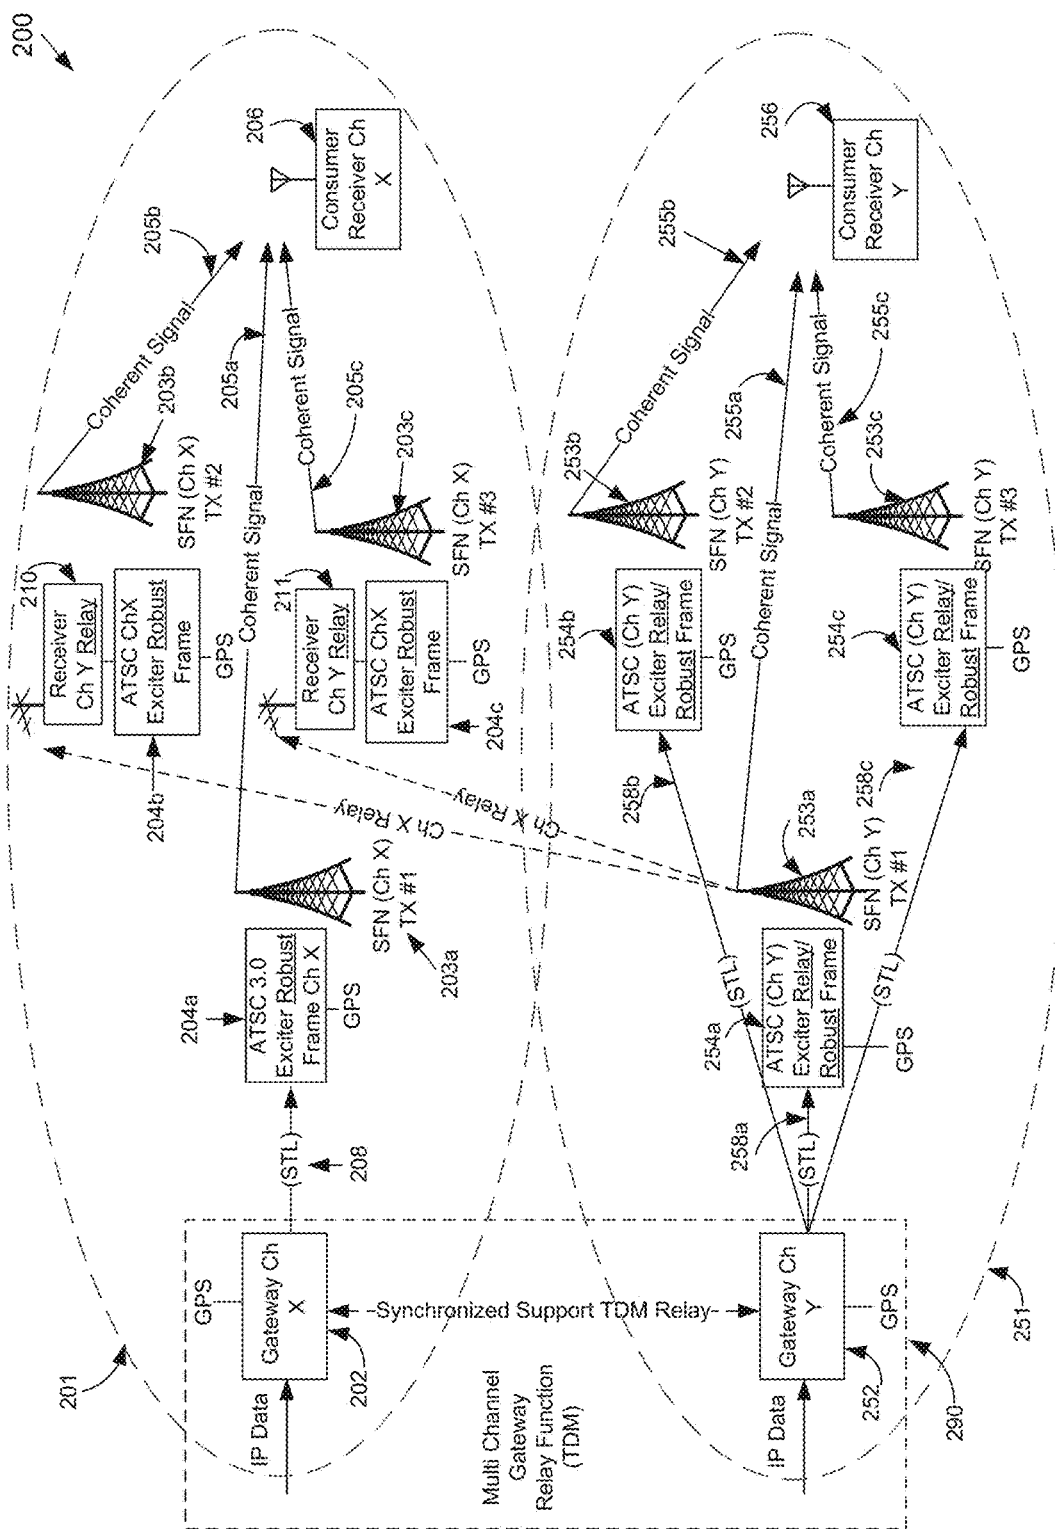 200
201
IP Data
GPS
Gateway Ch
X
202
(STL)
208
204a
ATSC 3.0
Exciter Robust
Frame Ch X
GPS
SFN (Ch X)
TX #1
203a
Coherent Signal
205a
204b
Receiver
Ch Y Relay
210
ATSC ChX
Exciter Robust
Frame
GPS
SFN (Ch X)
TX #2
203b
Coherent Signal
205b
Receiver
Ch Y Relay
211
ATSC ChX
Exciter Robust
Frame
GPS
204c
SFN (Ch X)
TX #3
203c
Coherent Signal
205c
206
Consumer
Receiver Ch
X
Ch X Relay
Ch X Relay
Synchronized Support TDM Relay
Multi Channel
Gateway
Relay Function
(TDM)
IP Data
Gateway Ch
Y
GPS
252
290
251
(STL)
258a
(STL)
258b
(STL)
258c
254a
ATSC (Ch Y)
Exciter Relay/
Robust Frame
GPS
SFN (Ch Y)
TX #1
253a
Coherent Signal
255a
254b
ATSC (Ch Y)
Exciter Relay/
Robust Frame
GPS
SFN (Ch Y)
TX #2
253b
Coherent Signal
255b
254c
ATSC (Ch Y)
Exciter Relay/
Robust Frame
GPS
SFN (Ch Y)
TX #3
253c
Coherent Signal
255c
256
Consumer
Receiver Ch
Y